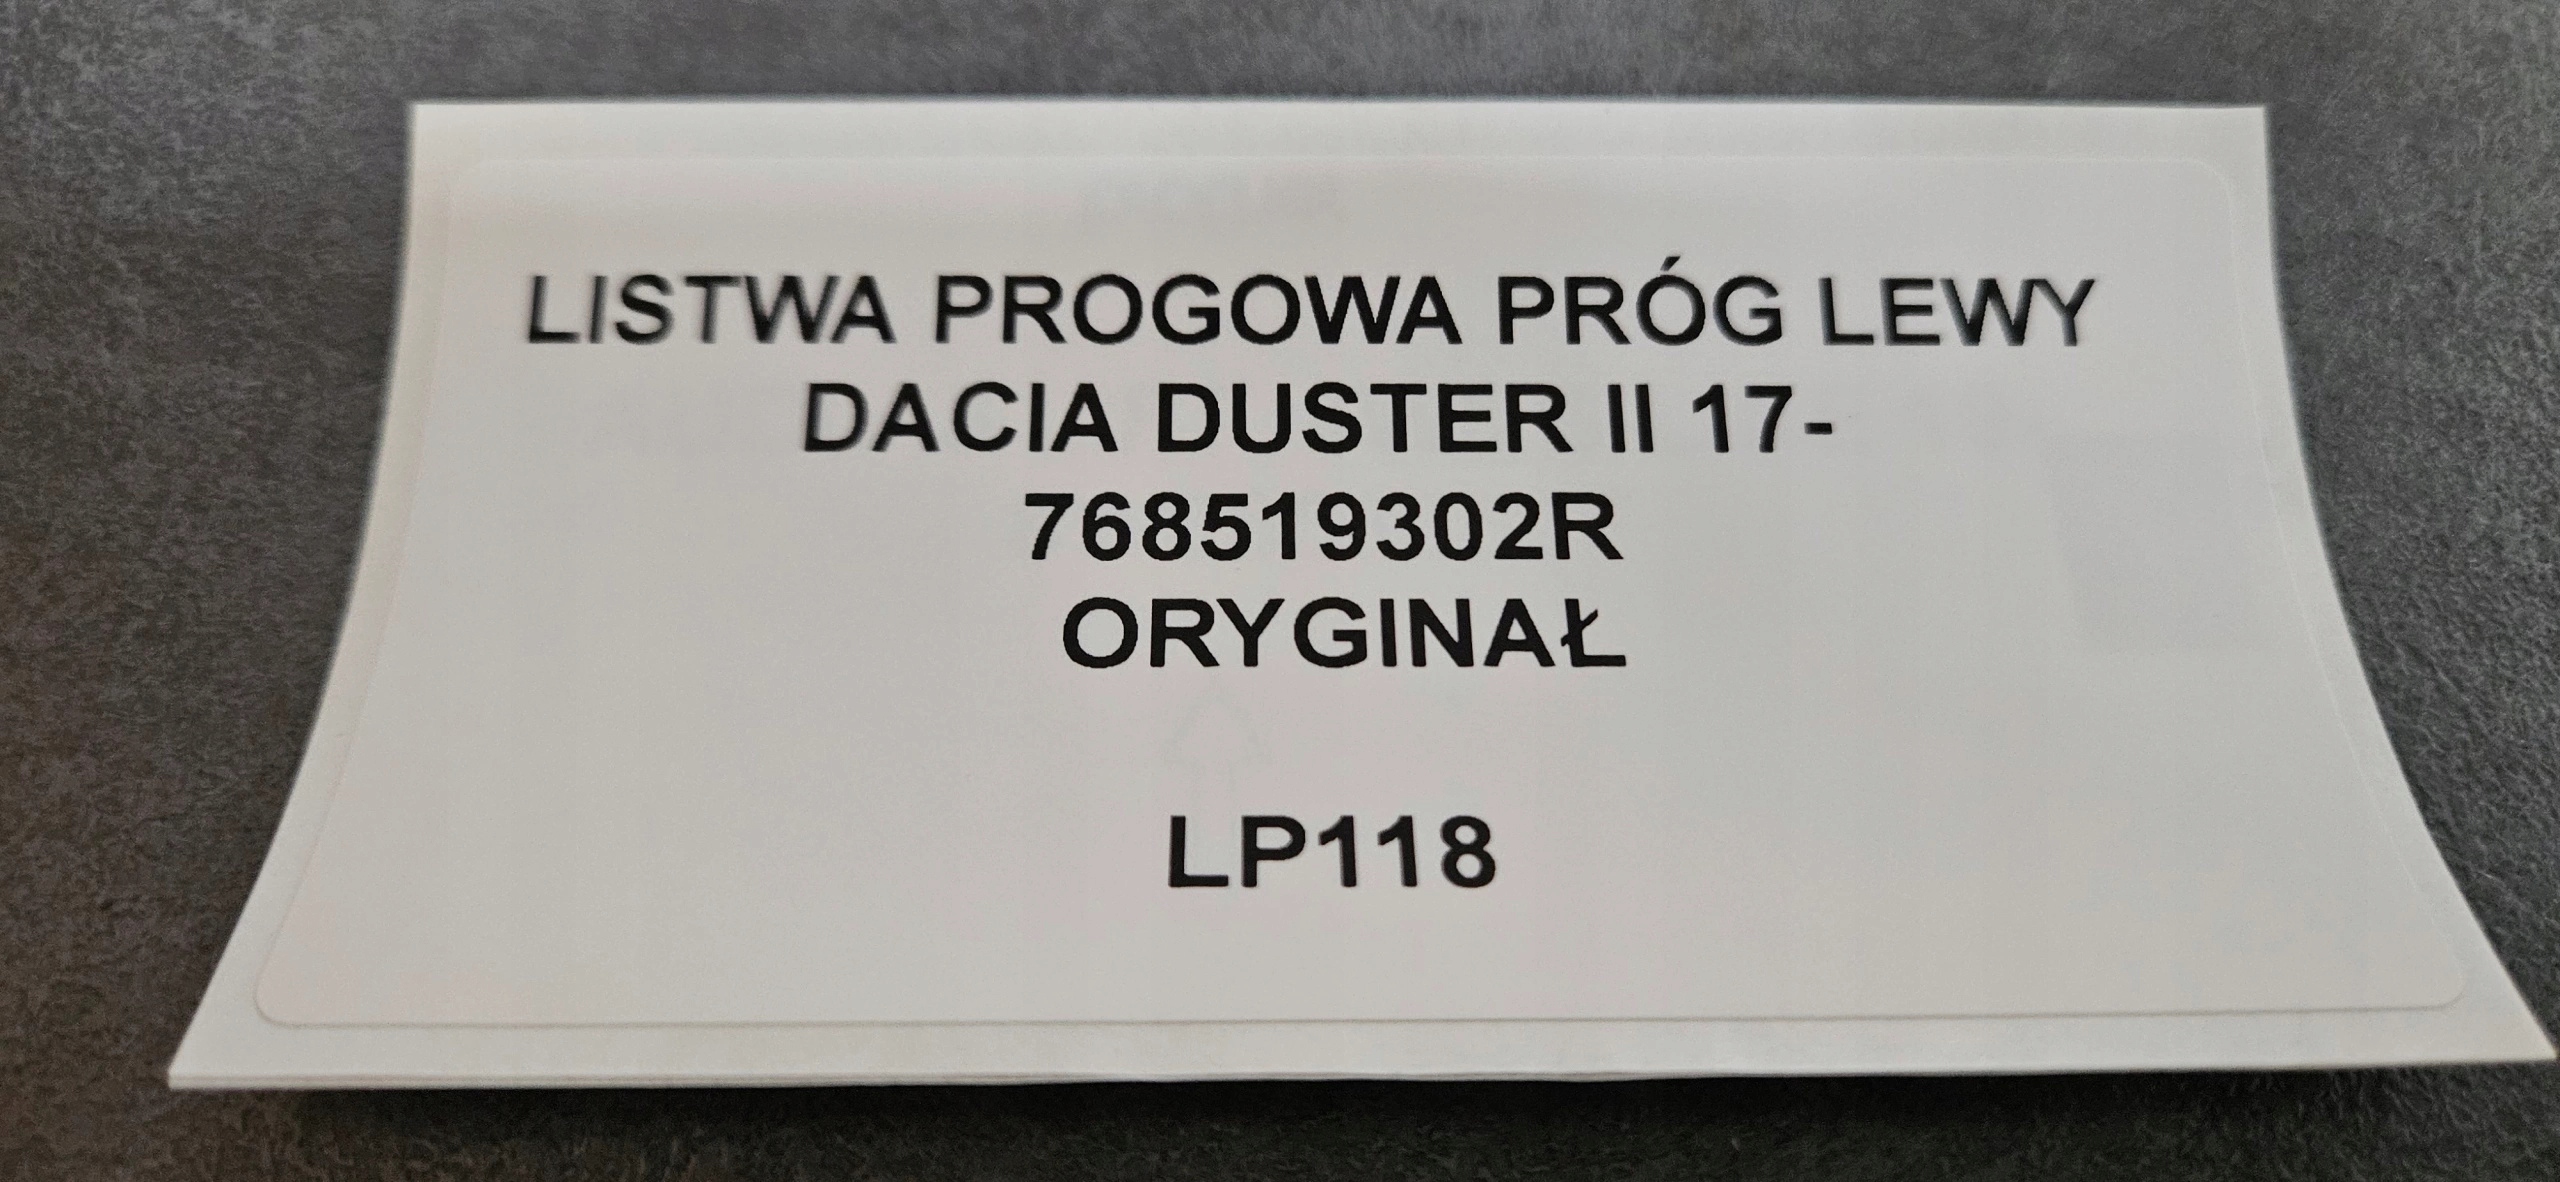 LISTWA PROGOWA PRÓG LEWY
DACIA DUSTER II 17-
768519302R
ORYGINAŁ
LP118